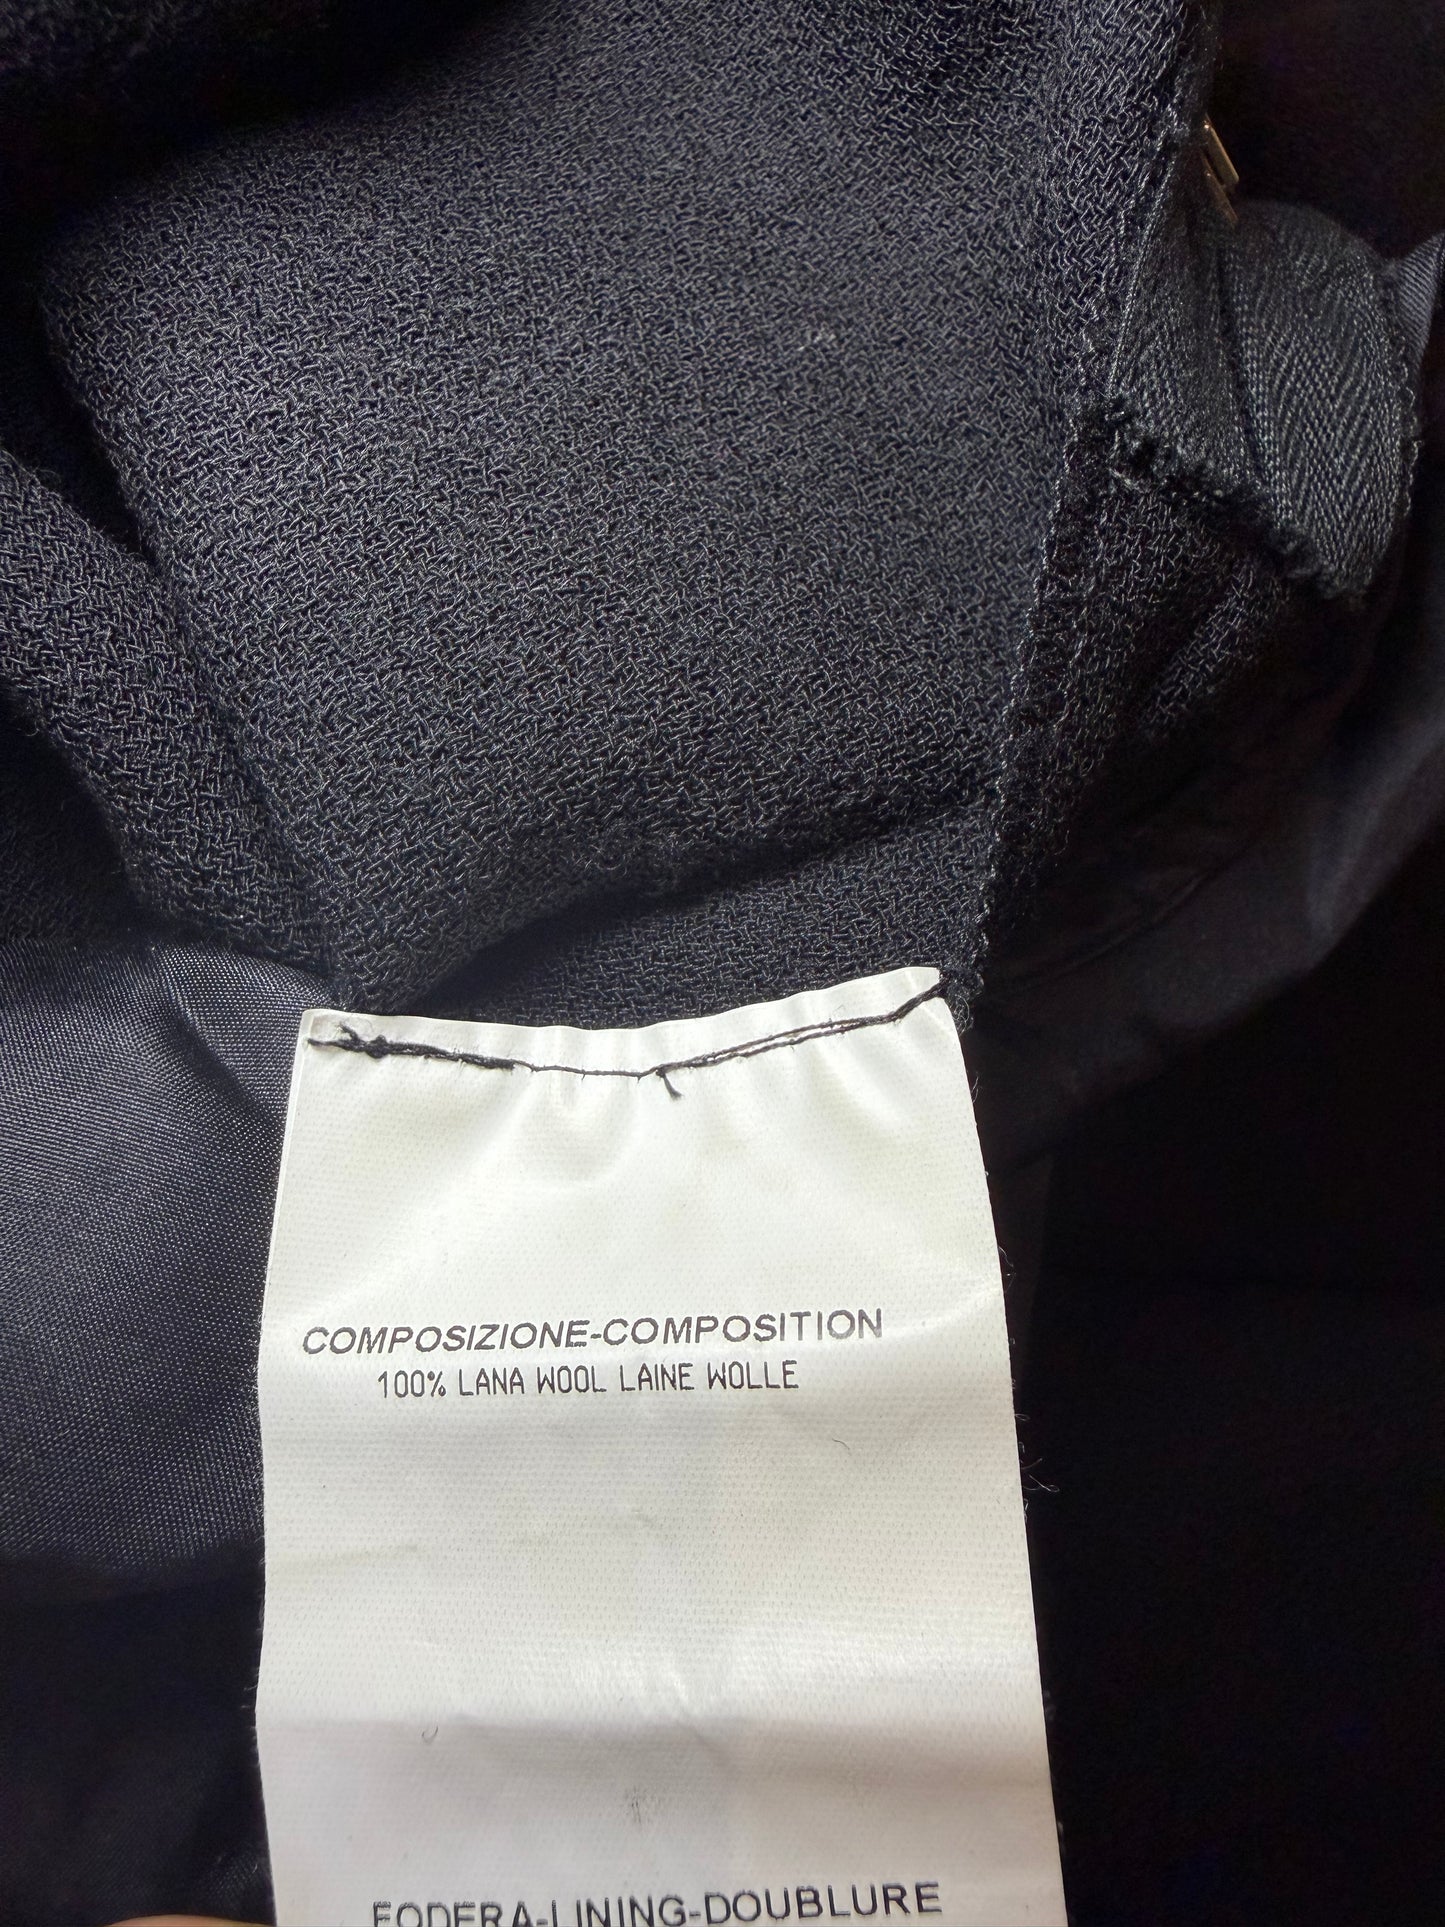 COMPOSIZIONE-COMPOSITION
100% LANA WOOL LAINE WOLLE
FODERA-LINING-DOUBLURE